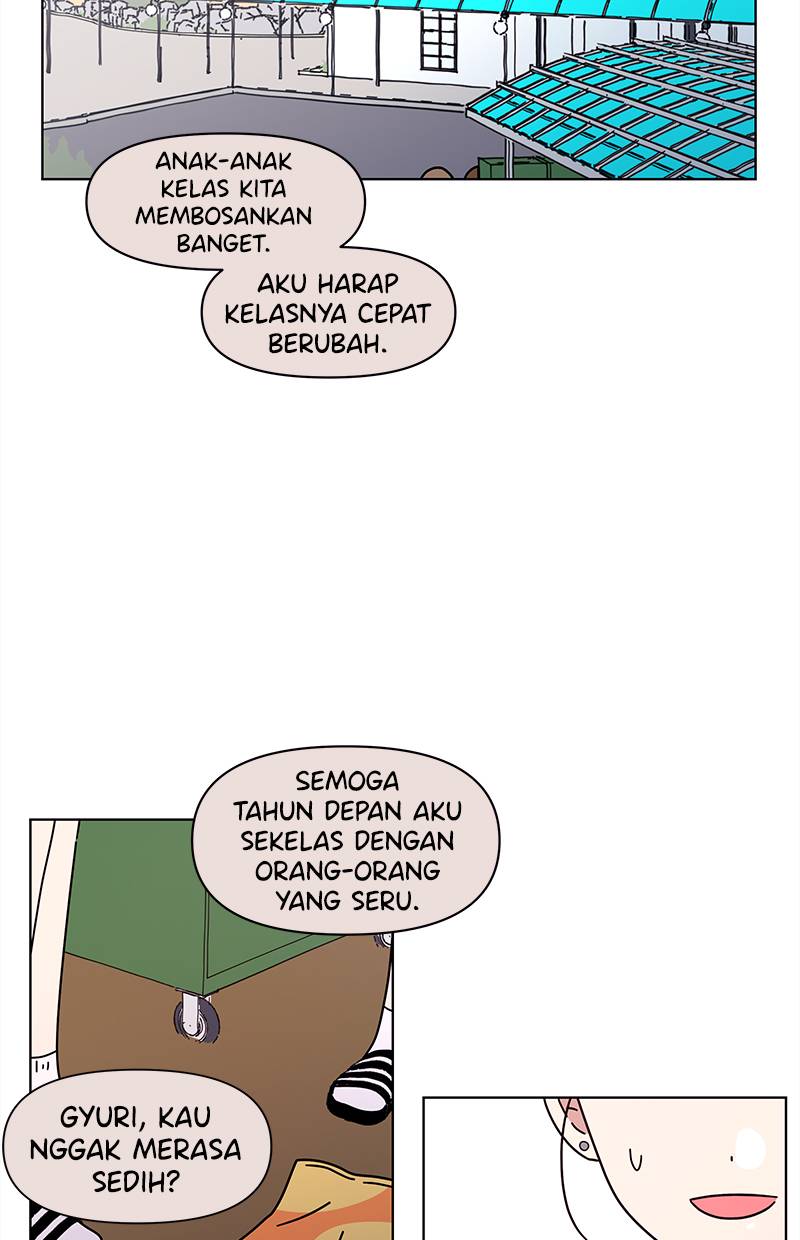 ANAK-ANAK
KELAS KITA
MEMBOSANKAN
BANGET.
AKU HARAP
KELASNYA CEPAT
BERUBAH.
SEMOGA
TAHUN DEPAN AKU
SEKELAS DENGAN
ORANG-ORANG
YANG SERU.
GYURI, KAU
NGGAK MERASA
SEDIH?